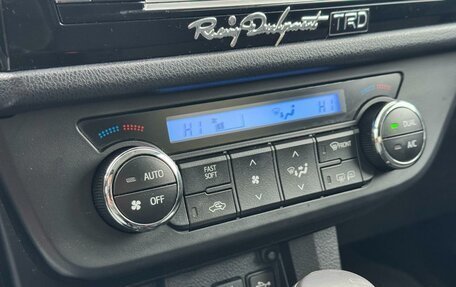 Racing Development TRD
HI HI
DUAL
AUTO
FAST
SOFT
FRONT
A/C
OFF